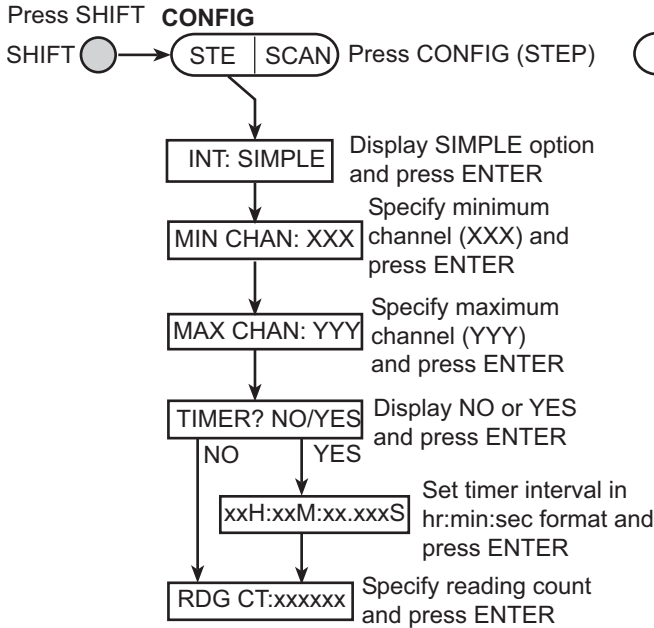 Press SHIFT CONFIG
SHIFT STE SCAN Press CONFIG (STEP)
INT: SIMPLE
Display SIMPLE option
and press ENTER
MIN CHAN: XXX
Specify minimum
channel (XXX) and
press ENTER
MAX CHAN: YYY
Specify maximum
channel (YYY)
and press ENTER
TIMER? NO/YES
Display NO or YES
and press ENTER
NO YES
xxH:xxM:xx.xxxS
Set timer interval in
hr:min:sec format and
press ENTER
RDG CT:xxxxxx
Specify reading count
and press ENTER